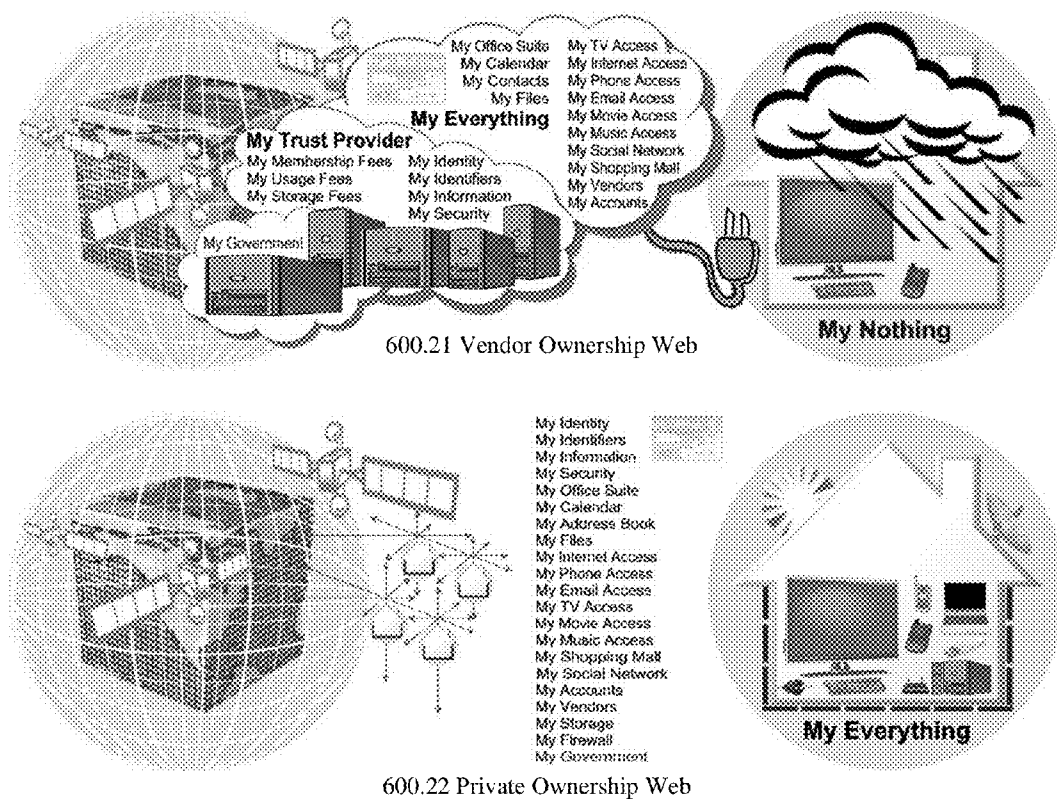 My Office Suite
My Calendar
My Contacts
My Files
My Everything
My TV Access
My Internet Access
My Phone Access
My Email Access
My Movie Access
My Music Access
My Social Network
My Shopping Mall
My Vendors
My Accounts
My Trust Provider
My Membership Fees
My Usage Fees
My Storage Fees
My Identity
My Identifiers
My Information
My Security
My Government
My Nothing
600.21 Vendor Ownership Web
My Identity
My Identifiers
My Information
My Security
My Office Suite
My Calendar
My Address Book
My Files
My Internet Access
My Phone Access
My Email Access
My TV Access
My Movie Access
My Music Access
My Shopping Mall
My Social Network
My Accounts
My Vendors
My Storage
My Firewall
My Government
My Everything
600.22 Private Ownership Web